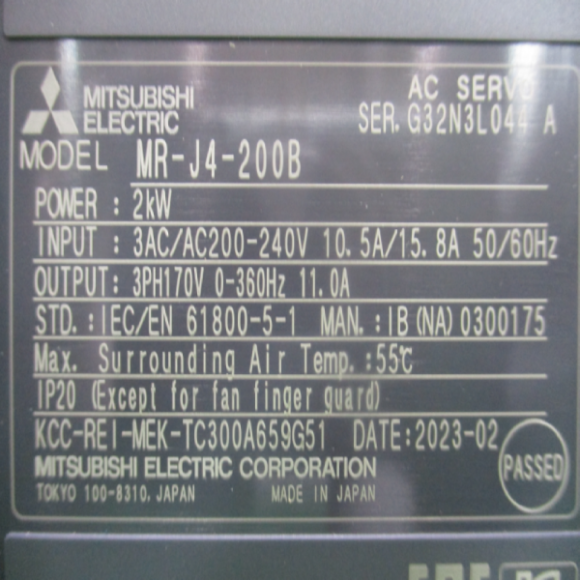 MITSUBISHI
ELECTRIC
AC SERVO
SER. G32N3L044 A
MODEL MR-J4-200B
POWER : 2kW
INPUT : 3AC/AC200-240V 10.5A/15.8A 50/60Hz
OUTPUT: 3PH170V 0-360Hz 11.0A
STD.:IEC/EN 61800-5-1 MAN.:IB(NA)0300175
Max. Surrounding Air Temp.:55℃
IP20 (Except for fan finger guard)
KCC-REI-MEK-TC300A659G51 DATE:2023-02
MITSUBISHI ELECTRIC CORPORATION
PASSED
TOKYO 100-8310, JAPAN MADE IN JAPAN